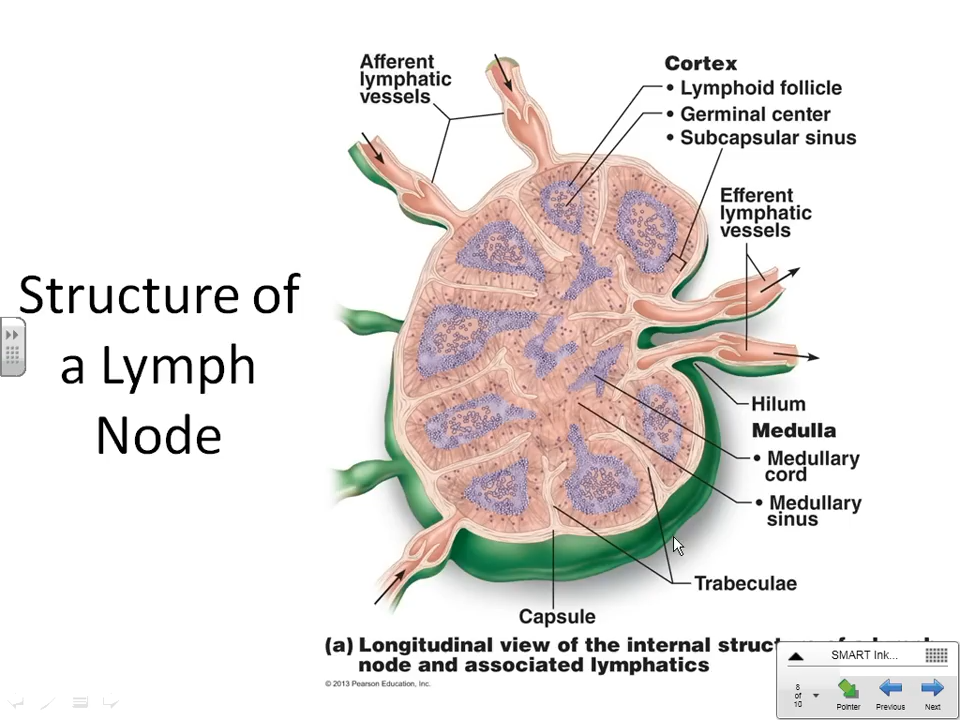 Structure of
a Lymph
Node
Afferent
lymphatic
vessels
Cortex
• Lymphoid follicle
• Germinal center
• Subcapsular sinus
Efferent
lymphatic
vessels
Hilum
Medulla
• Medullary
cord
• Medullary
sinus
Trabeculae
Capsule
(a) Longitudinal view of the internal
node and associated lymphatics
© 2013 Pearson Education, Inc.
SMART Ink...
8
of
10
Pointer
Previous
Next